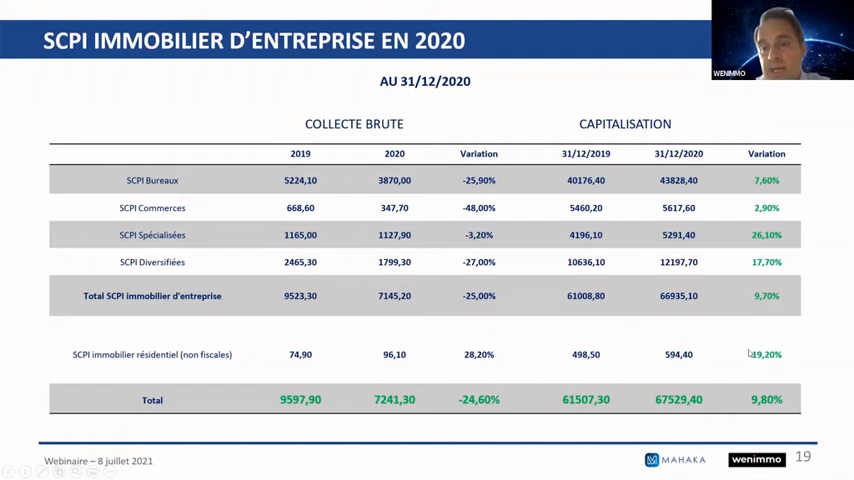 SCPI IMMOBILIER D'ENTREPRISE EN 2020
WENIMMO
AU 31/12/2020
COLLECTE BRUTE CAPITALISATION
2019 2020 Variation 31/12/2019 31/12/2020 Variation
SCPI Bureaux 5224,10 3870,00 -25,90% 40176,40 43828,40 7,60%
SCPI Commerces 668,60 347,70 -48,00% 5460,20 5617,60 2,90%
SCPI Spécialisées 1165,00 1127,90 -3,20% 4196,10 5291,40 26,10%
SCPI Diversifiées 2465,30 1799,30 -27,00% 10636,10 12197,70 17,70%
Total SCPI immobilier d'entreprise 9523,30 7145,20 -25,00% 61008,80 66935,10 9,70%
SCPI immobilier résidentiel (non fiscales) 74,90 96,10 28,20% 498,50 594,40 19,20%
Total 9597,90 7241,30 -24,60% 61507,30 67529,40 9,80%
Webinaire – 8 juillet 2021 MAHAKA wenimmo 19